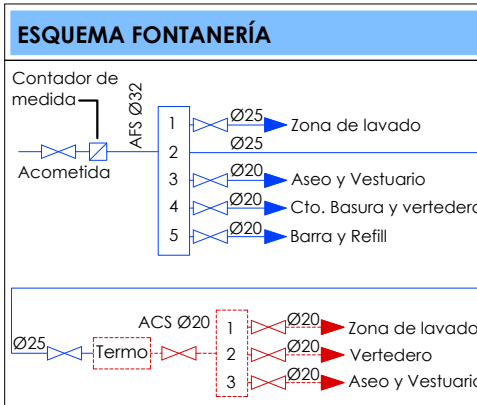 ESQUEMA FONTANERÍA
Contador de
medida
AFS Ø32
Acometida
1 Ø25 Zona de lavado
2 Ø25
3 Ø20 Aseo y Vestuario
4 Ø20 Cto. Basura y vertedero
5 Ø20 Barra y Refill
Ø25
Termo
ACS Ø20
1 Ø20 Zona de lavado
2 Ø20 Vertedero
3 Ø20 Aseo y Vestuario